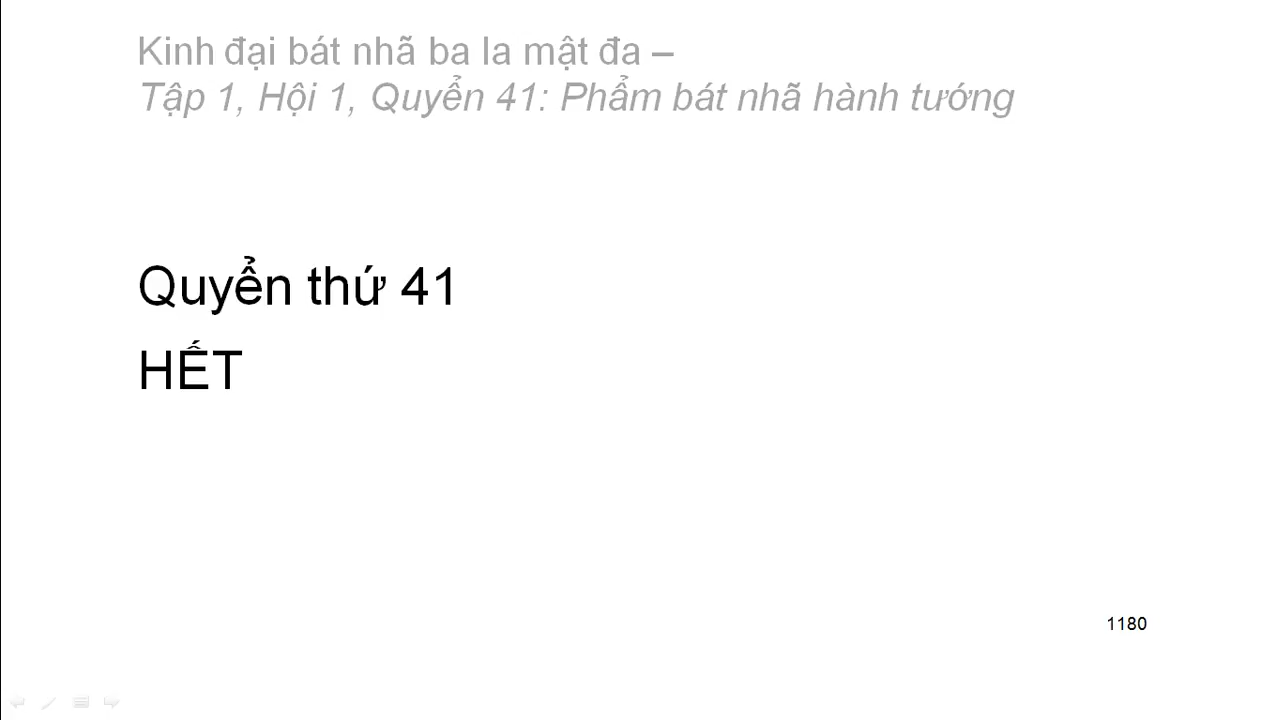 Kinh đại bát nhã ba la mật đa –
Tập 1, Hội 1, Quyển 41: Phẩm bát nhã hành tướng
Quyển thứ 41
HẾT
1180